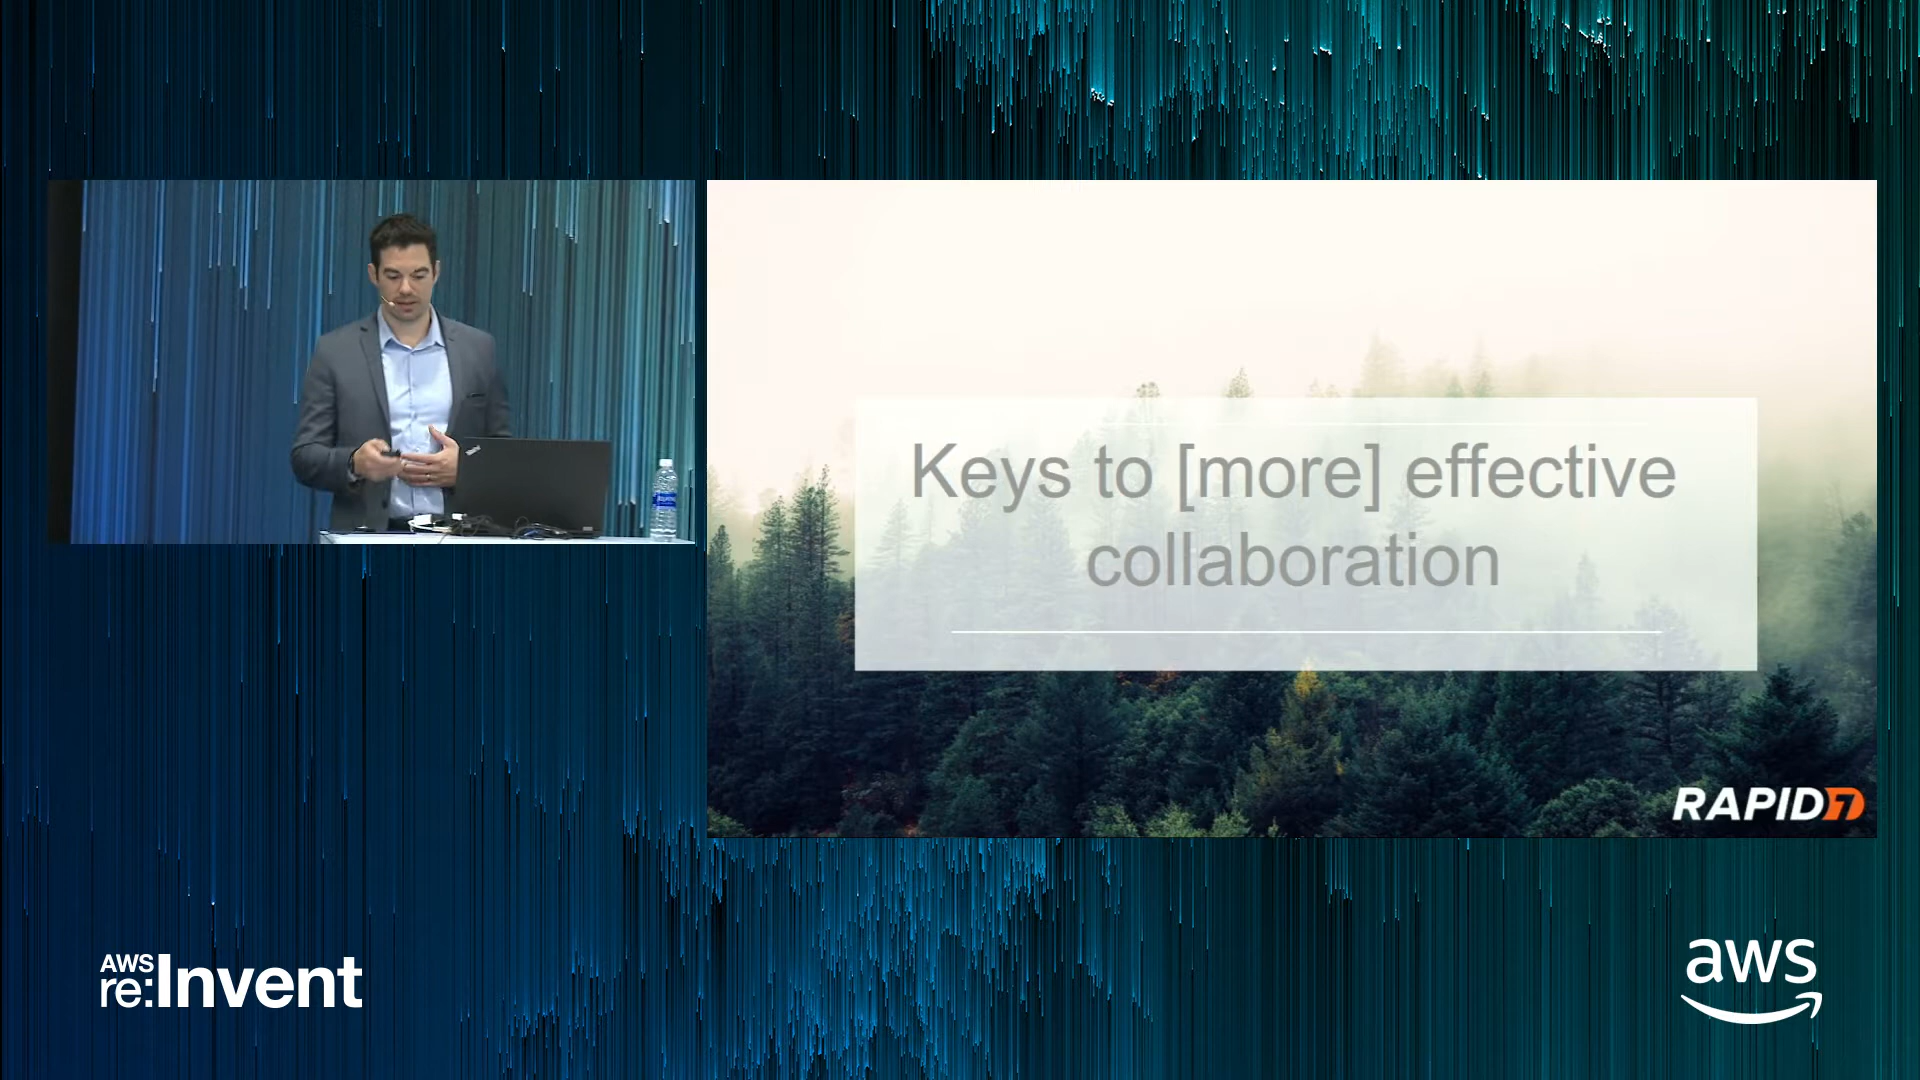 Keys to [more] effective
collaboration
RAPID7
AWS
re:Invent
aws